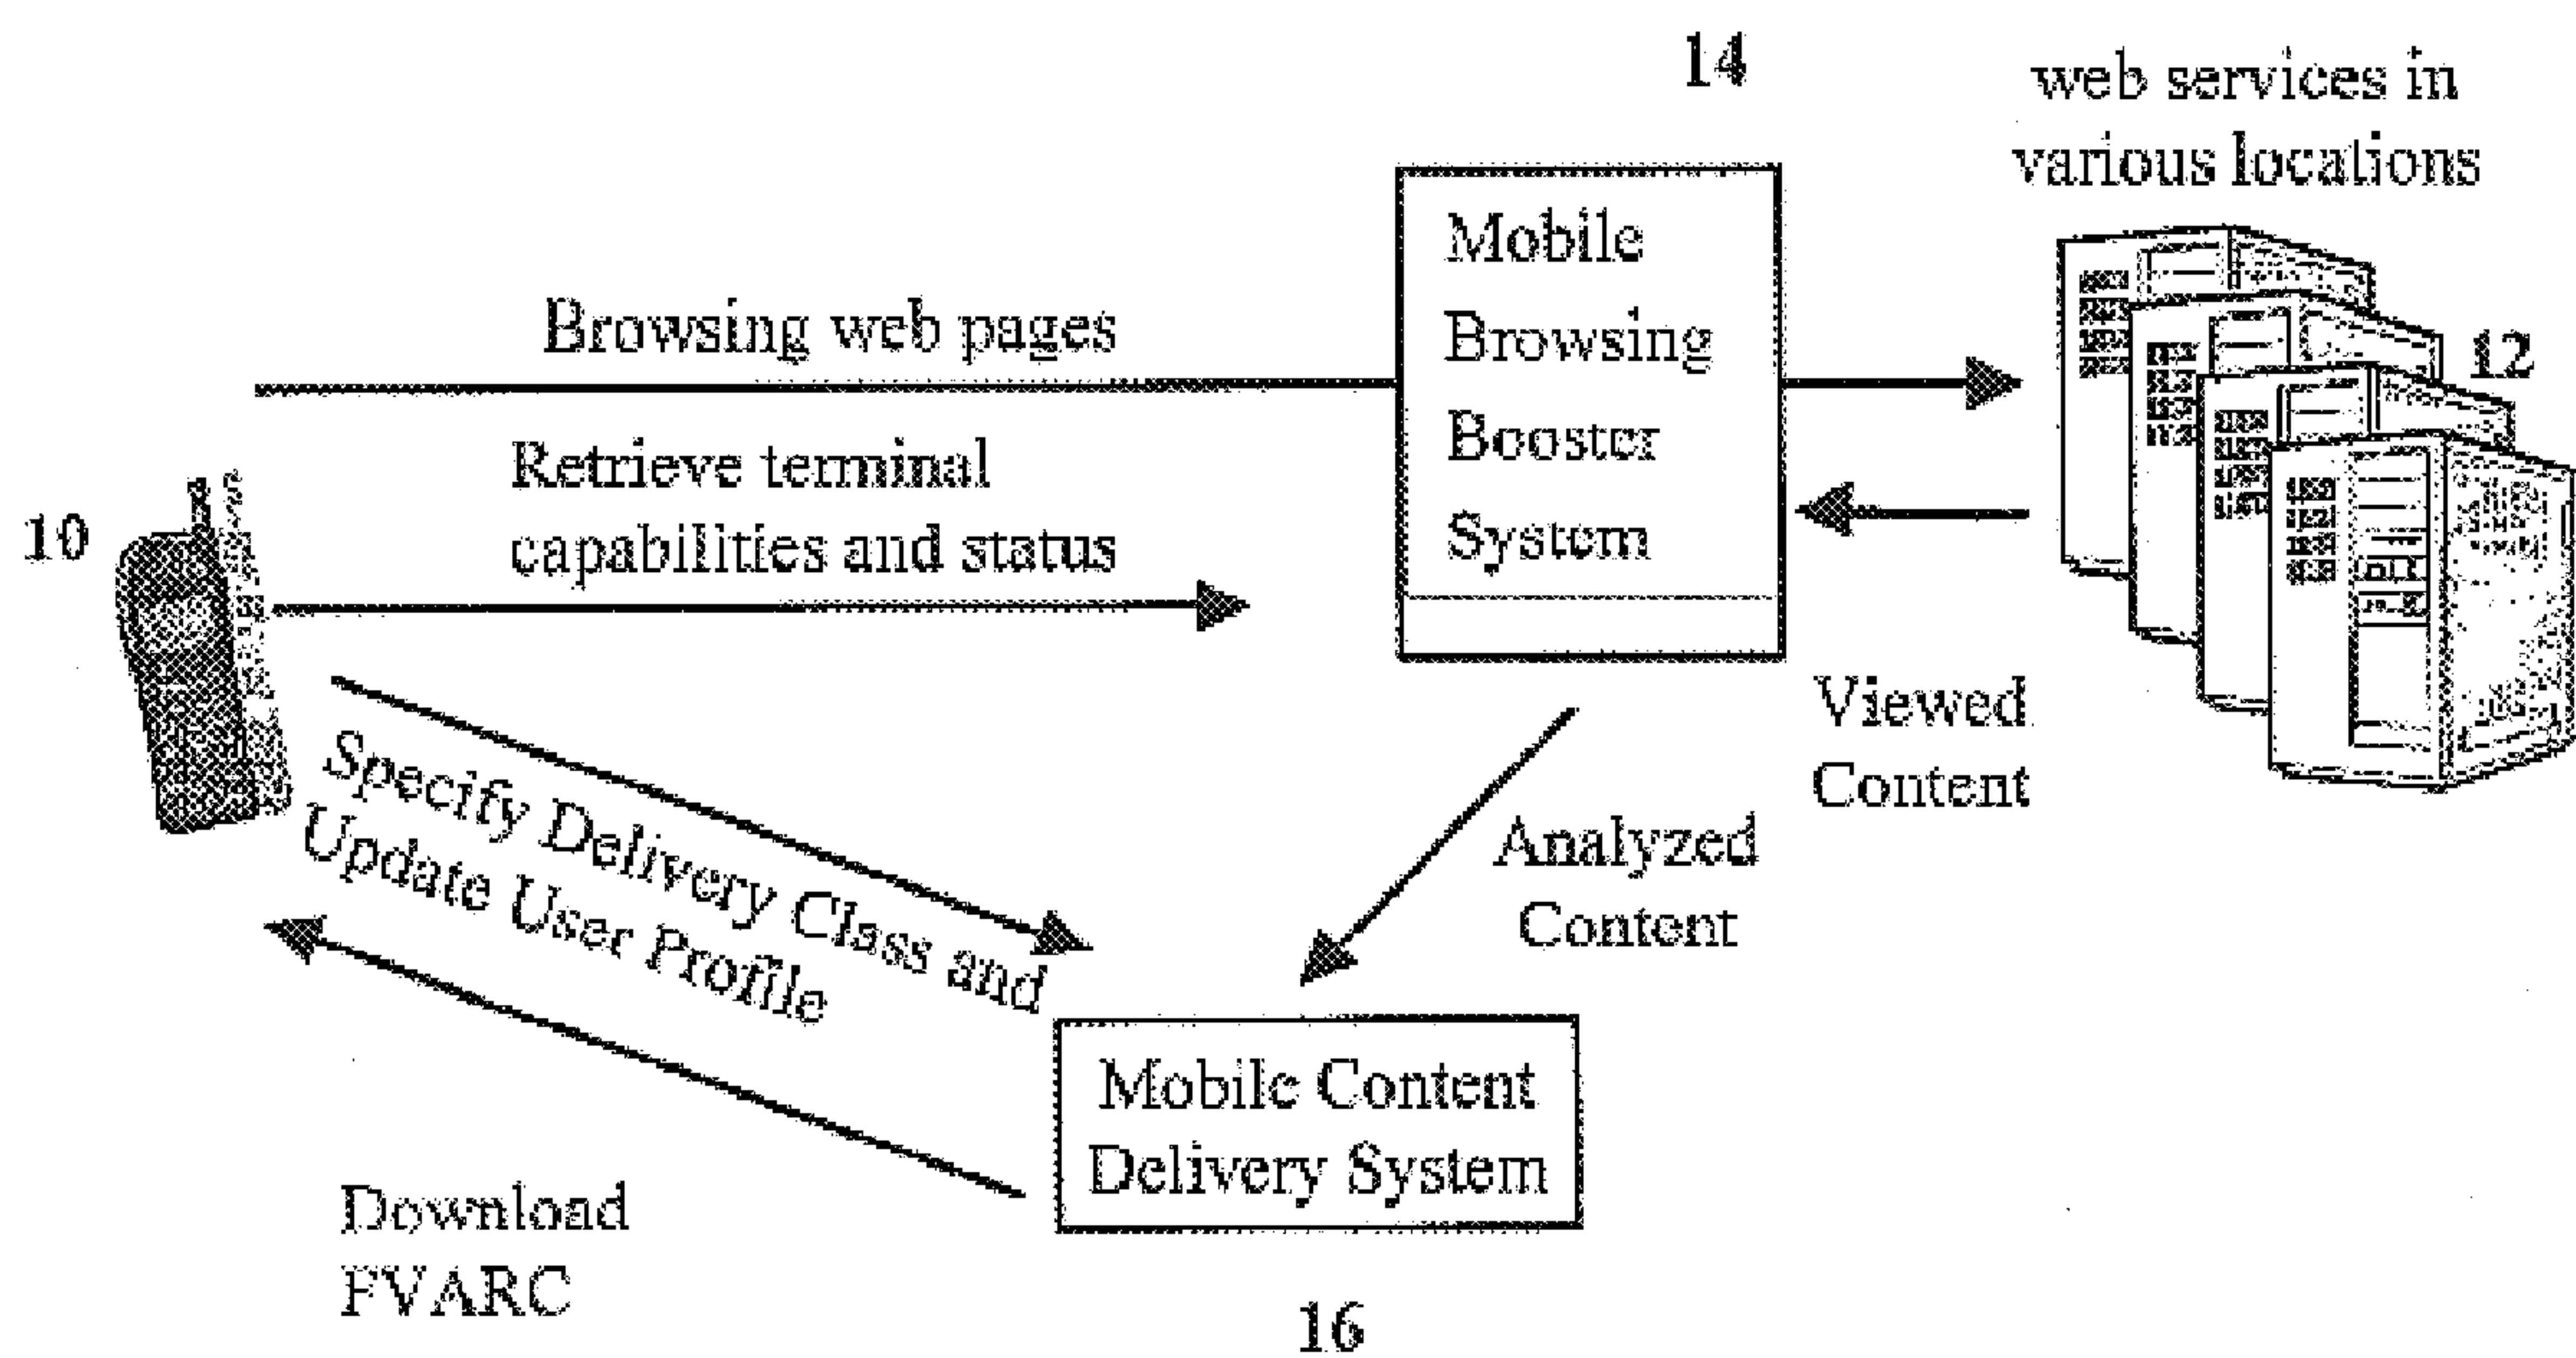 14
web services in
various locations
Mobile
Browsing
Booster
System
Browsing web pages
12
Retrieve terminal
capabilities and status
10
Viewed
Content
Specify Delivery Class and
Update User Profile
Analyzed
Content
Mobile Content
Delivery System
Download
FVARC
16